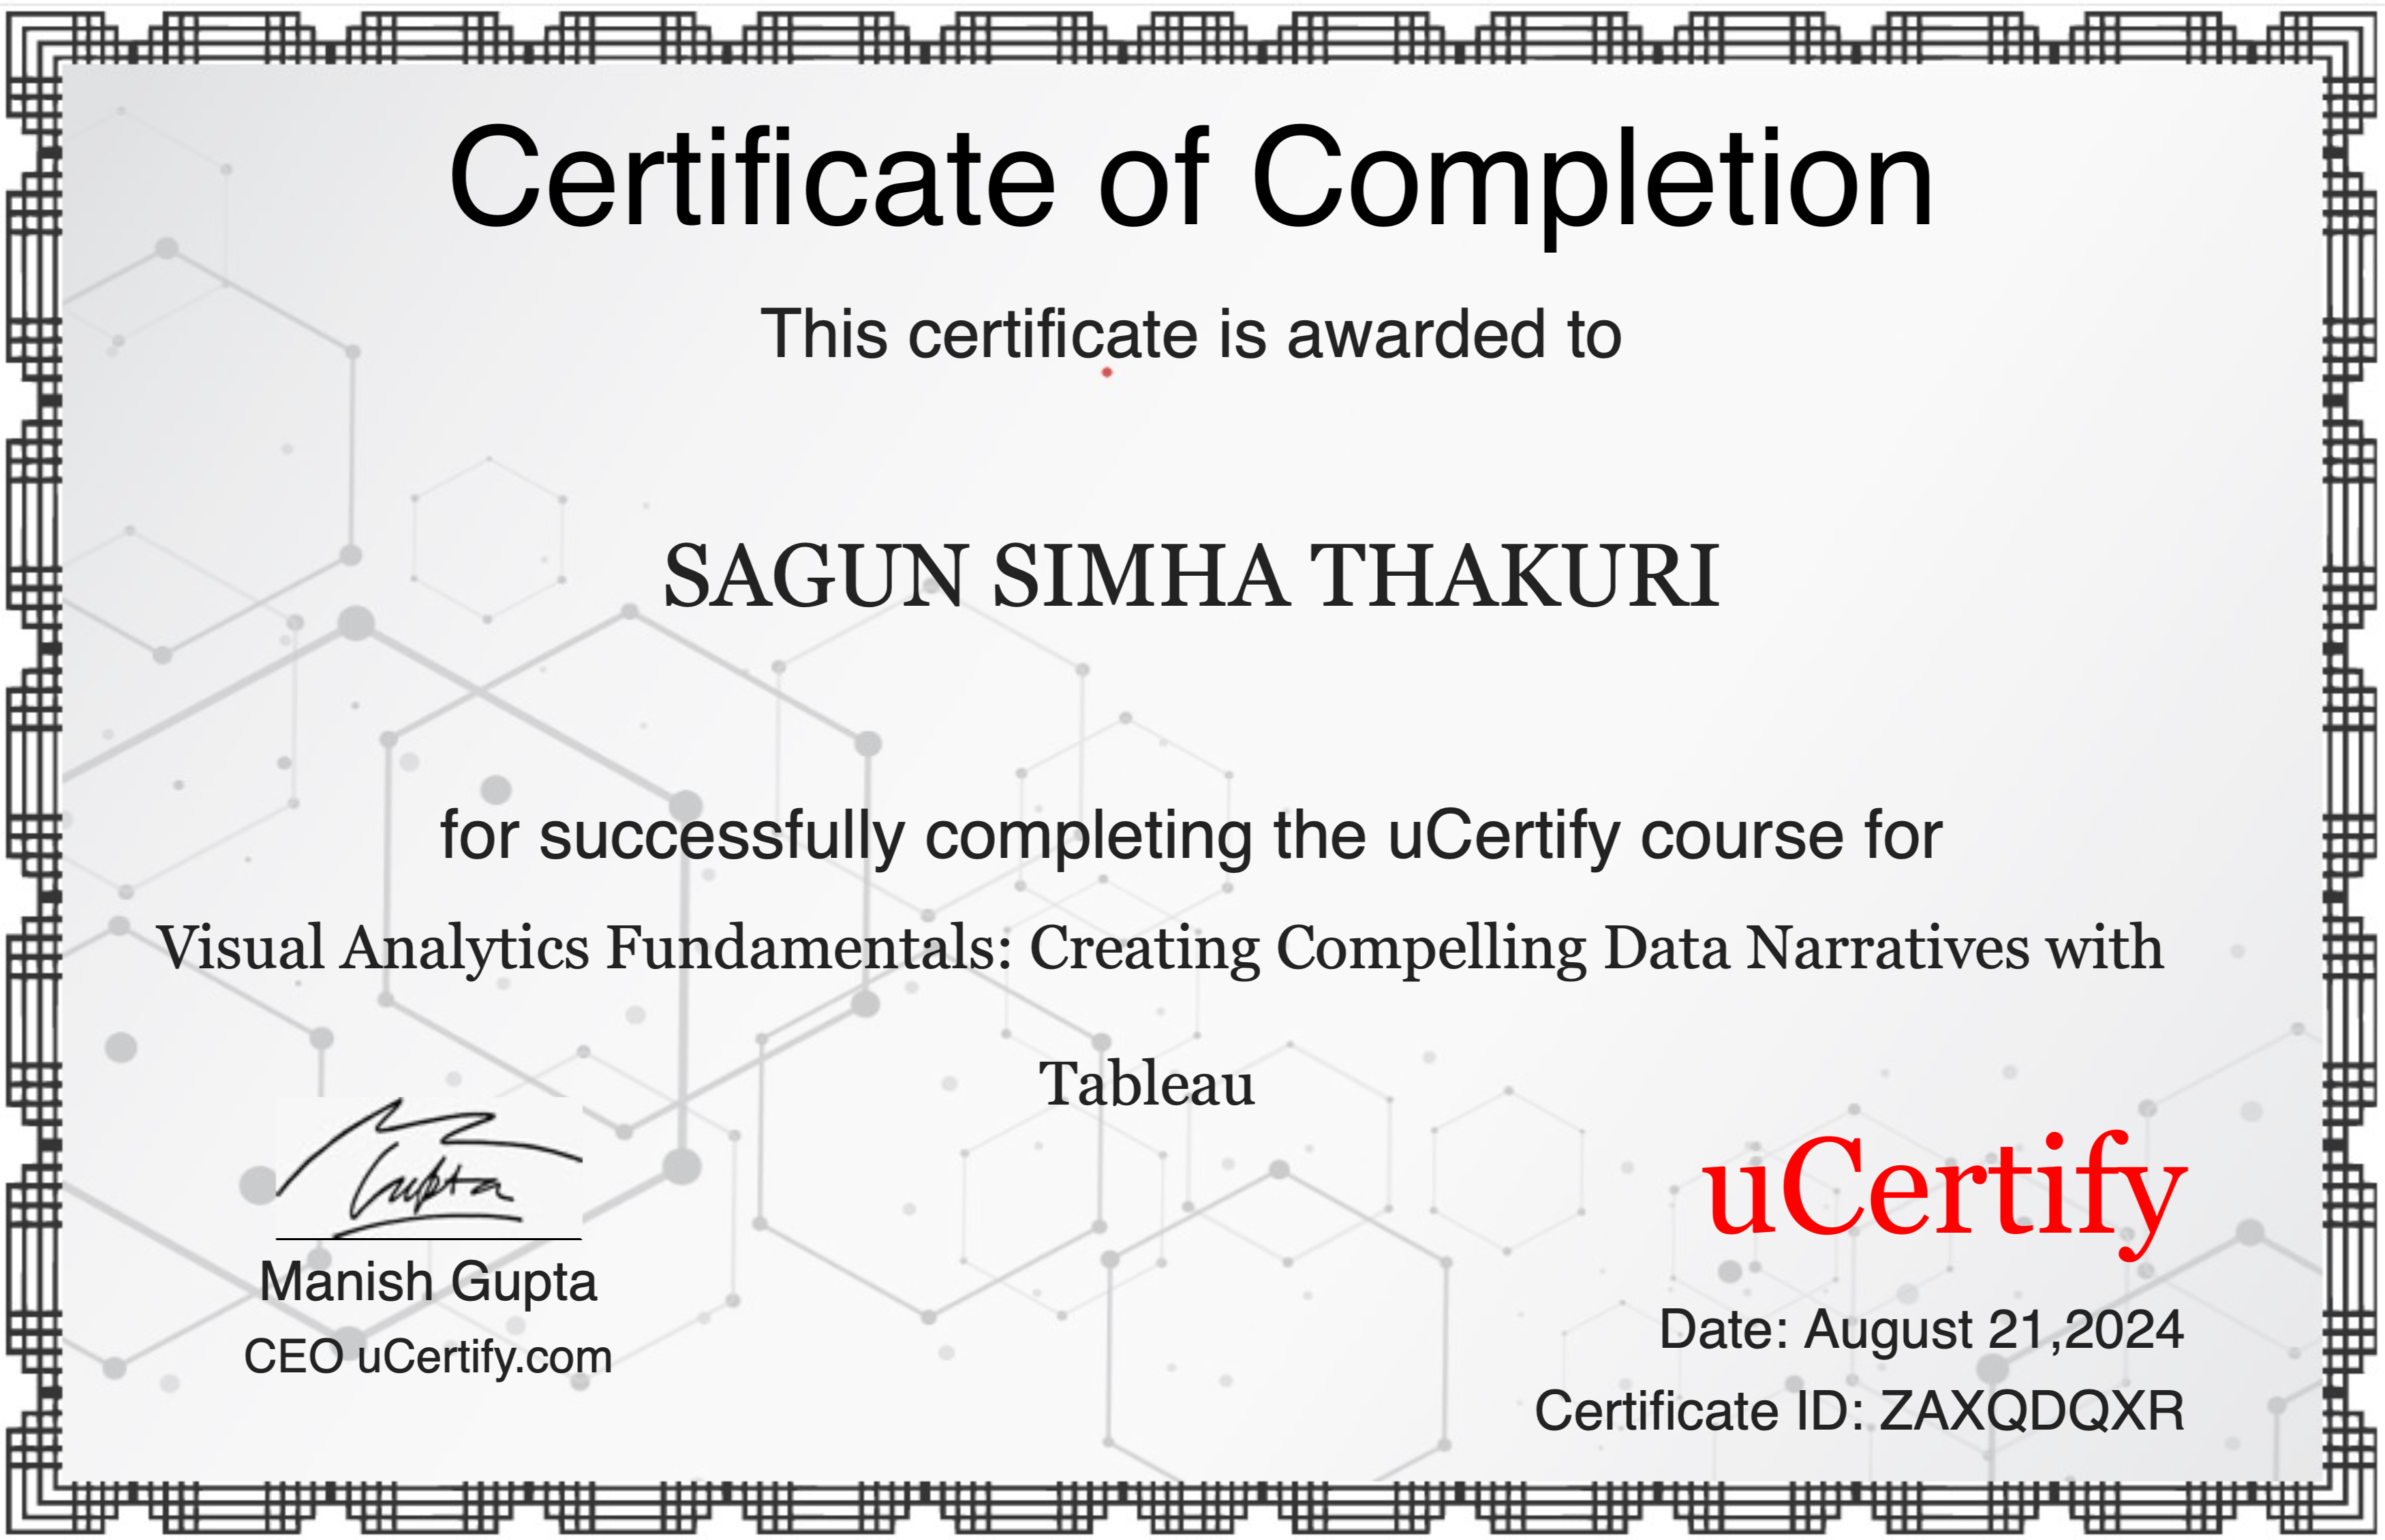 Certificate of Completion
This certificate is awarded to
SAGUN SIMHA THAKURI
for successfully completing the uCertify course for
Visual Analytics Fundamentals: Creating Compelling Data Narratives with
Tableau
Gupta
Manish Gupta
CEO uCertify.com
uCertify
Date: August 21,2024
Certificate ID: ZAXQDQXR